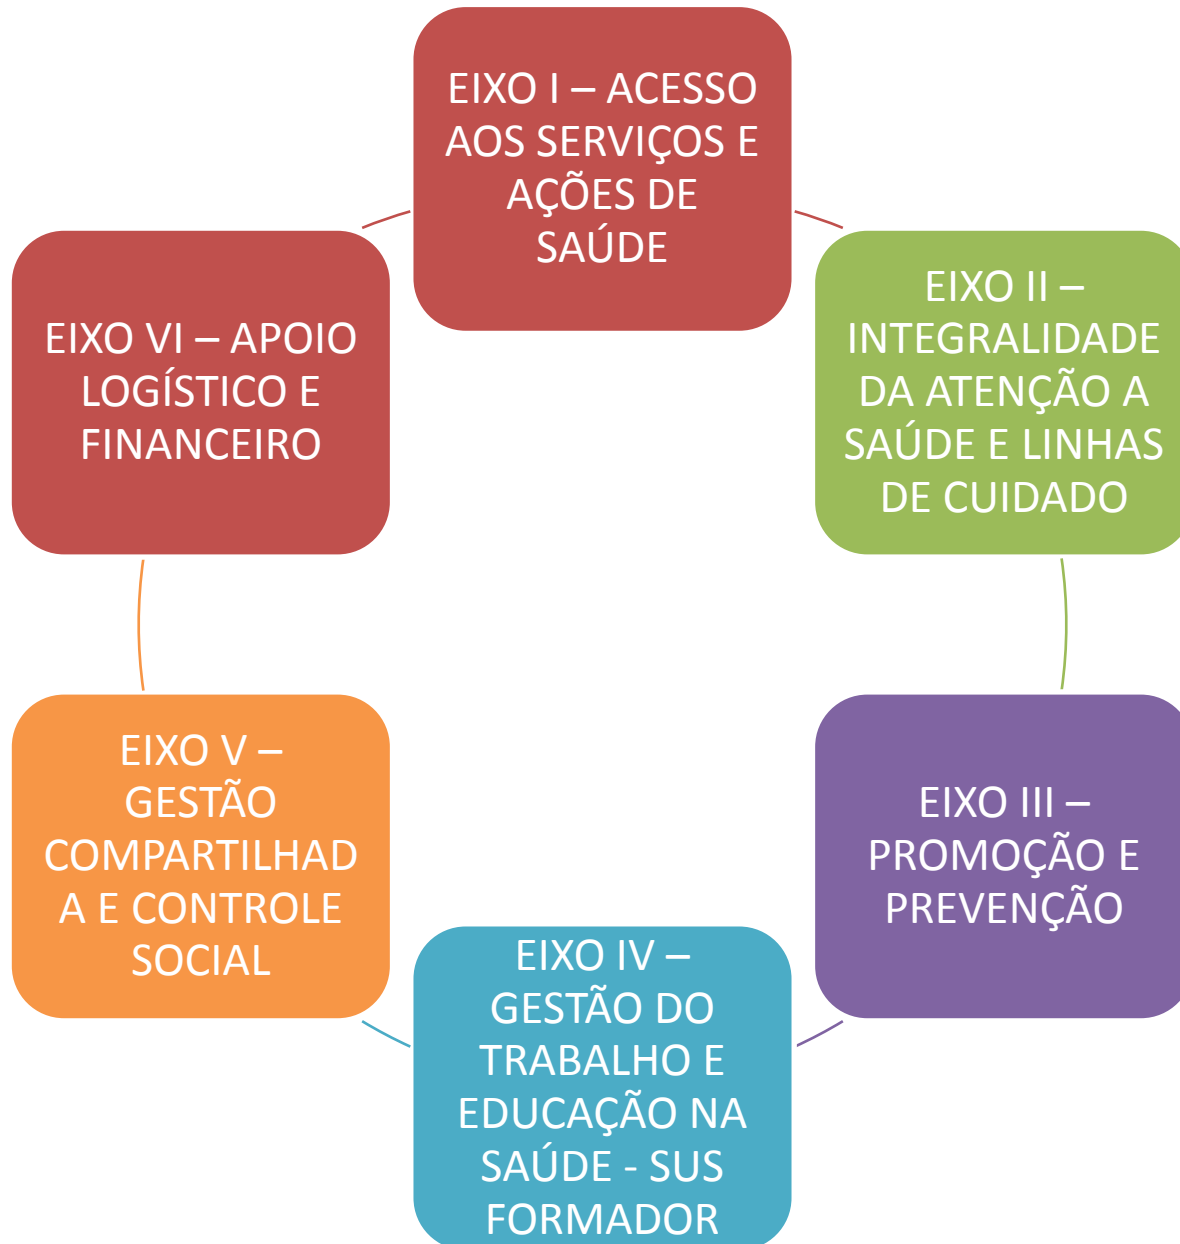 EIXO I – ACESSO
AOS SERVIÇOS E
AÇÕES DE
SAÚDE
EIXO II –
INTEGRALIDADE
DA ATENÇÃO A
SAÚDE E LINHAS
DE CUIDADO
EIXO III –
PROMOÇÃO E
PREVENÇÃO
EIXO IV –
GESTÃO DO
TRABALHO E
EDUCAÇÃO NA
SAÚDE - SUS
FORMADOR
EIXO V –
GESTÃO
COMPARTILHAD
A E CONTROLE
SOCIAL
EIXO VI – APOIO
LOGÍSTICO E
FINANCEIRO